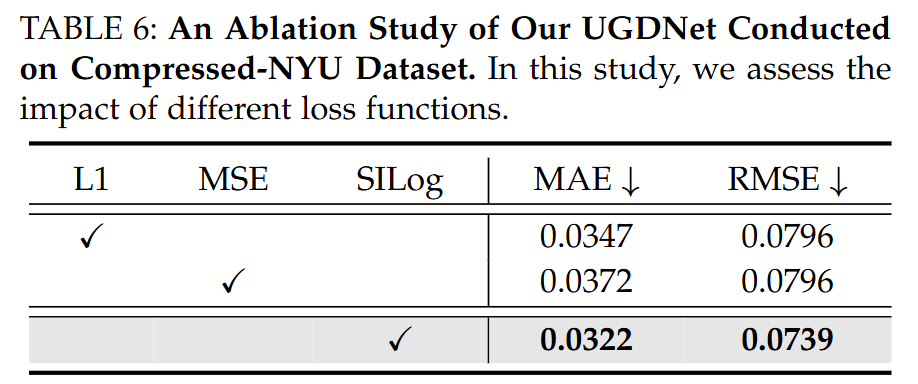 TABLE 6: An Ablation Study of Our UGDNet Conducted
on Compressed-NYU Dataset. In this study, we assess the
impact of different loss functions.
L1 MSE SILog MAE ↓ RMSE ↓
✓ 0.0347 0.0796
✓ 0.0372 0.0796
✓ 0.0322 0.0739